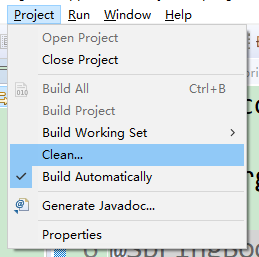 Project Run Window Help
Open Project
Close Project
010 Build All Ctrl+B
Build Project
Build Working Set
Clean...
Build Automatically
@ Generate Javadoc...
Properties